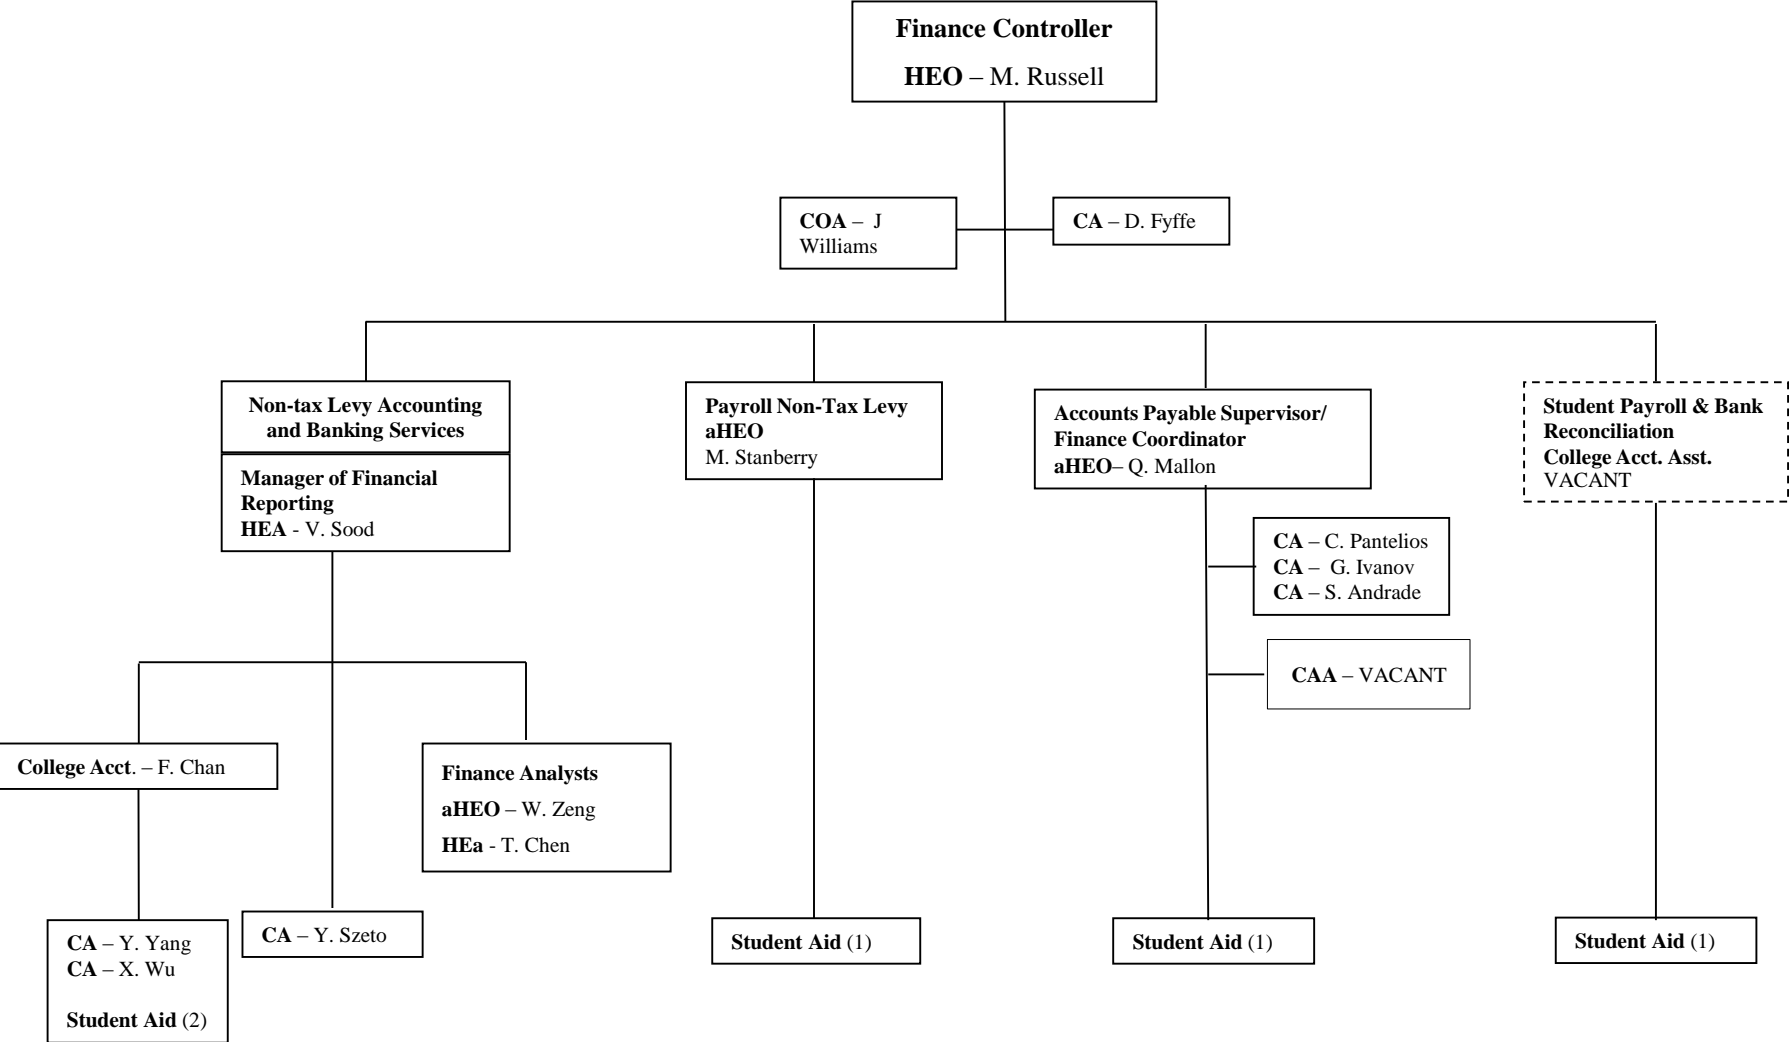 Finance Controller
HEO – M. Russell
COA – J
Williams
CA – D. Fyffe
Non-tax Levy Accounting
and Banking Services
Manager of Financial
Reporting
HEA - V. Sood
Payroll Non-Tax Levy
aHEO
M. Stanberry
Accounts Payable Supervisor/
Finance Coordinator
aHEO– Q. Mallon
Student Payroll & Bank
Reconciliation
College Acct. Asst.
VACANT
CA – C. Pantelios
CA – G. Ivanov
CA – S. Andrade
CAA – VACANT
College Acct. – F. Chan
Finance Analysts
aHEO – W. Zeng
HEa - T. Chen
CA – Y. Yang
CA – X. Wu
Student Aid (2)
CA – Y. Szeto
Student Aid (1)
Student Aid (1)
Student Aid (1)